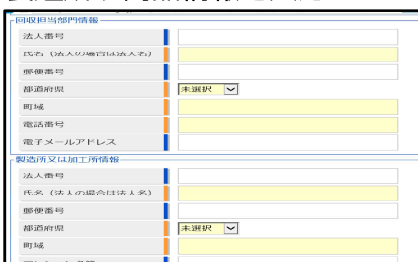 回収担当部門情報
法人番号
氏名（法人の場合は法人名）
郵便番号
都道府県
未選択
町域
電話番号
電子メールアドレス
製造所又は加工所情報
法人番号
氏名（法人の場合は法人名）
郵便番号
都道府県
未選択
町域